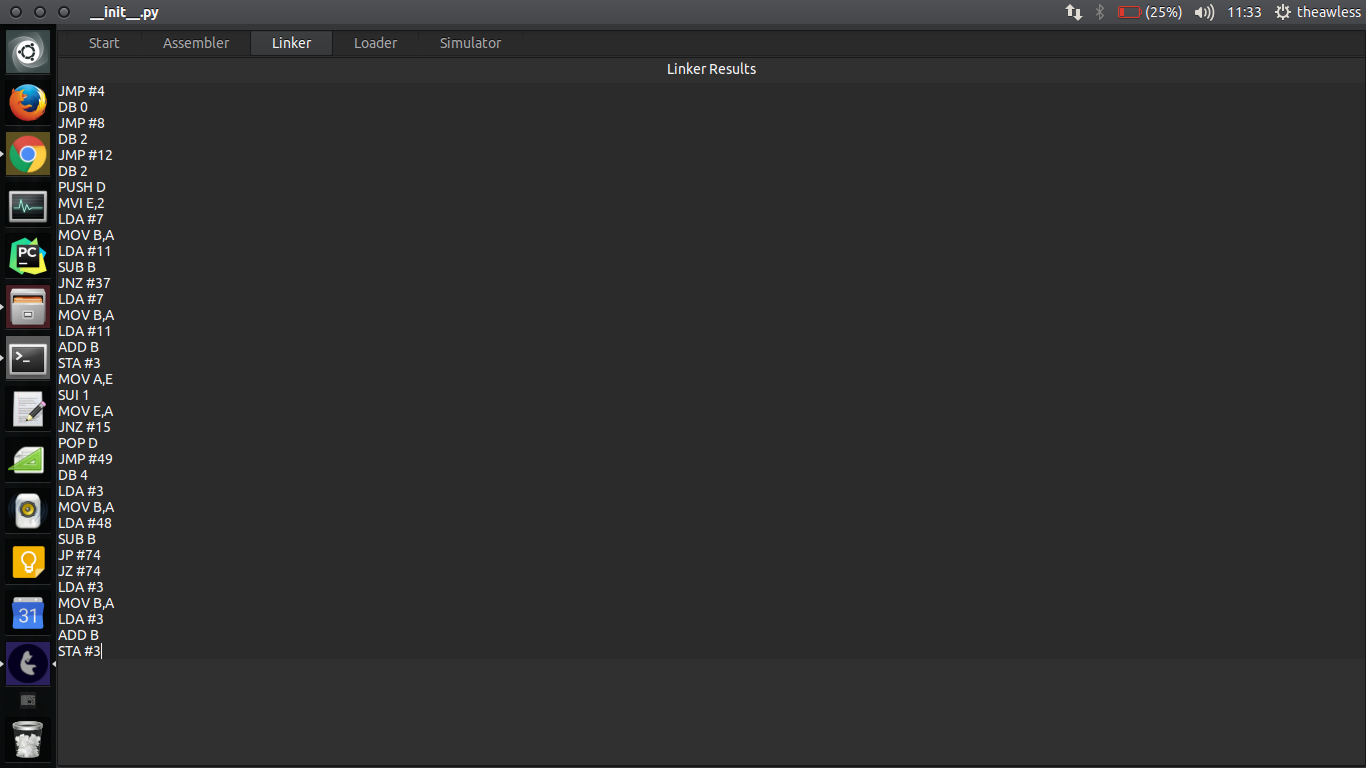 __init__.py
(25%) 11:33 theawless
Start Assembler Linker Loader Simulator
Linker Results
JMP #4
DB 0
JMP #8
DB 2
JMP #12
DB 2
PUSH D
MVI E,2
LDA #7
MOV B,A
LDA #11
SUB B
JNZ #37
LDA #7
MOV B,A
LDA #11
ADD B
STA #3
MOV A,E
SUI 1
MOV E,A
JNZ #15
POP D
JMP #49
DB 4
LDA #3
MOV B,A
LDA #48
SUB B
JP #74
JZ #74
LDA #3
MOV B,A
LDA #3
ADD B
STA #3
PC
31